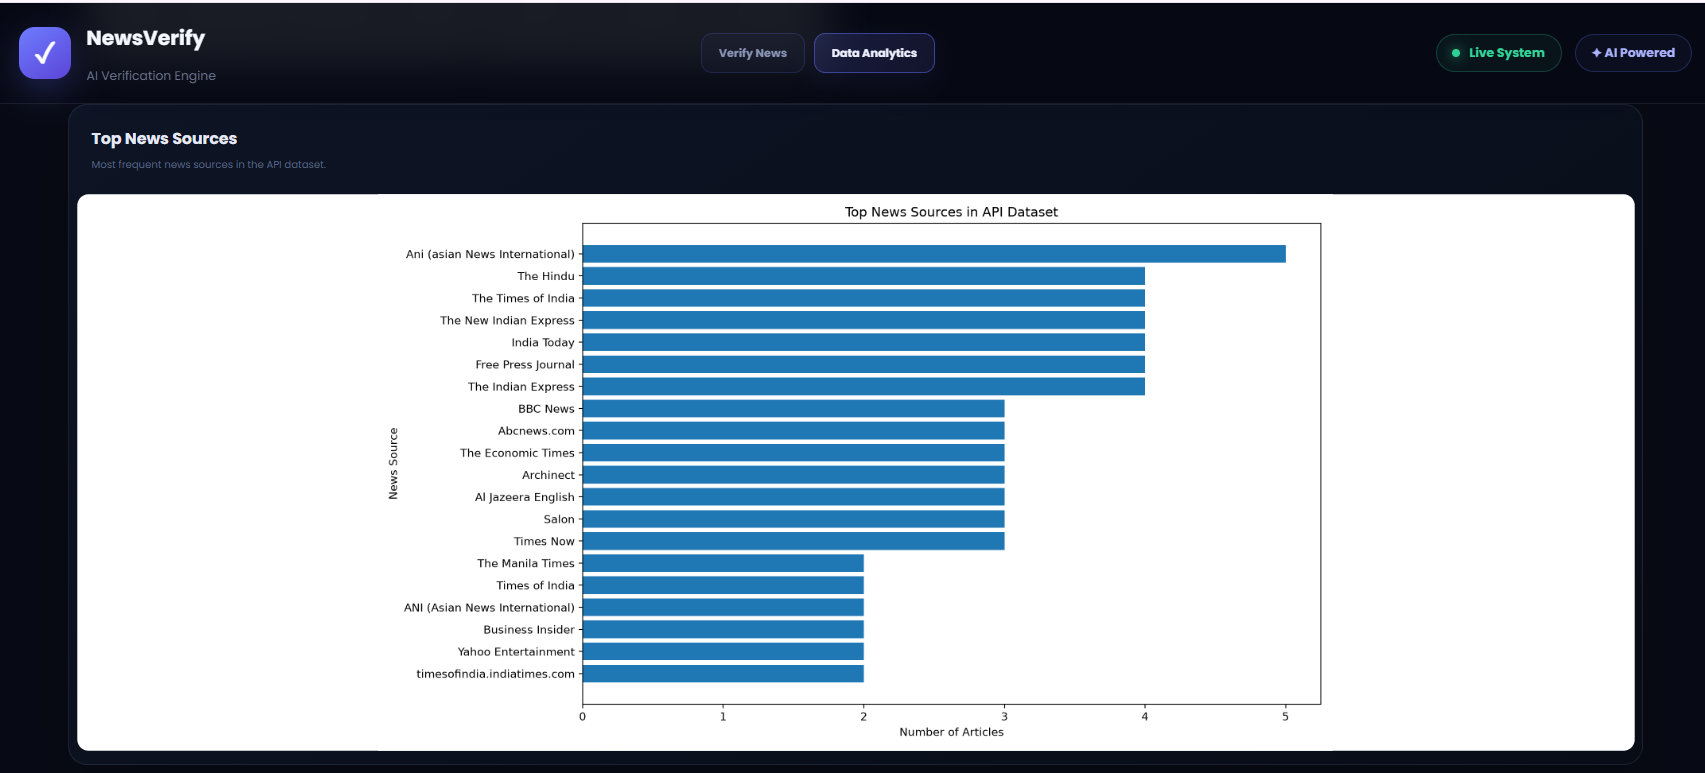 NewsVerify
AI Verification Engine
Verify News
Data Analytics
Live System
✦ AI Powered
Top News Sources
Most frequent news sources in the API dataset.
Top News Sources in API Dataset
Ani (asian News International)
The Hindu
The Times of India
The New Indian Express
India Today
Free Press Journal
The Indian Express
BBC News
Abcnews.com
The Economic Times
Archinect
Al Jazeera English
Salon
Times Now
The Manila Times
Times of India
ANI (Asian News International)
Business Insider
Yahoo Entertainment
timesofindia.indiatimes.com
News Source
0 1 2 3 4 5
Number of Articles